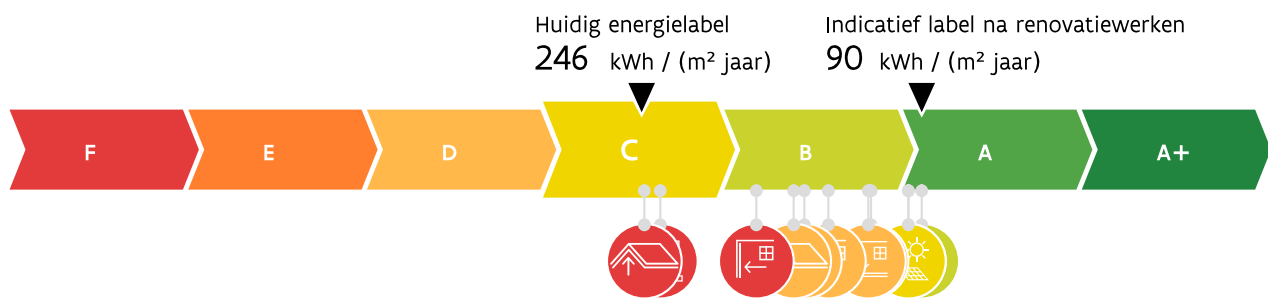 Huidig energielabel
246 kWh / (m² jaar)
Indicatief label na renovatiewerken
90 kWh / (m² jaar)
F
E
D
C
B
A
A+